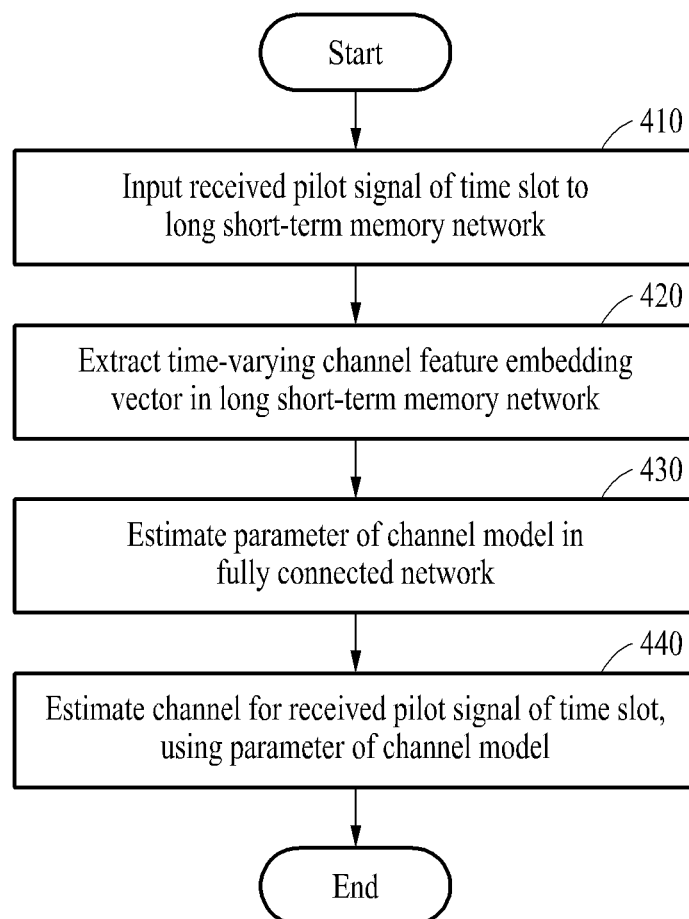 Start
410
Input received pilot signal of time slot to
long short-term memory network
420
Extract time-varying channel feature embedding
vector in long short-term memory network
430
Estimate parameter of channel model in
fully connected network
440
Estimate channel for received pilot signal of time slot,
using parameter of channel model
End